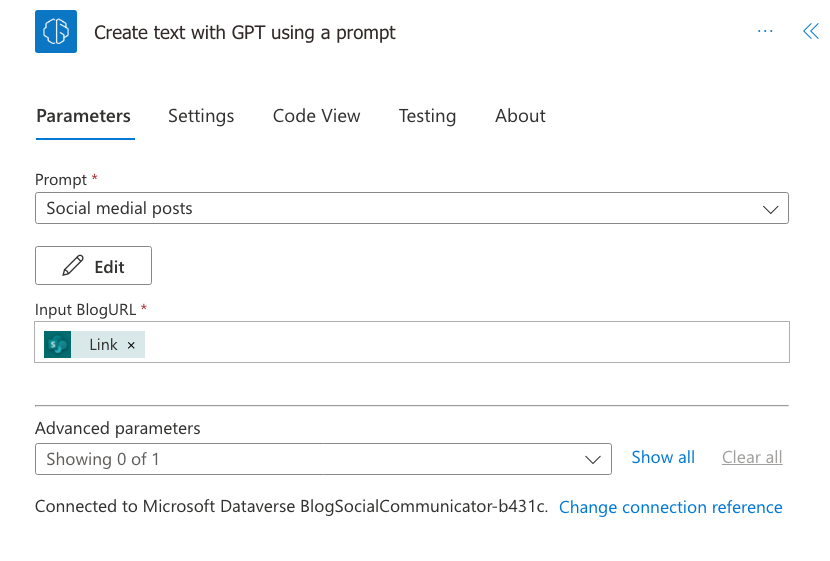 Create text with GPT using a prompt
Parameters Settings Code View Testing About
Prompt *
Social medial posts
Edit
Input BlogURL *
S Link ×
Advanced parameters
Showing 0 of 1 Show all Clear all
Connected to Microsoft Dataverse BlogSocialCommunicator-b431c. Change connection reference